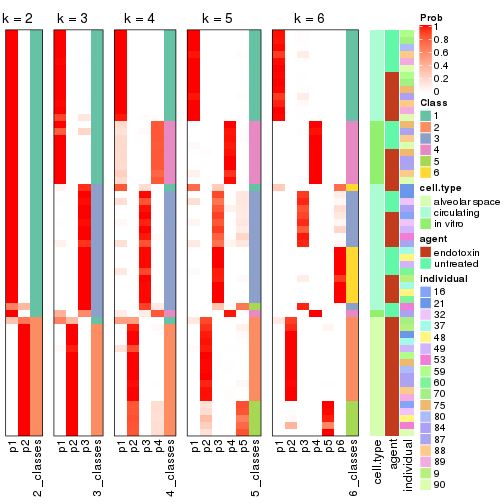 k = 2
k = 3
k = 4
k = 5
k = 6
p1
p2
2_classes
p1
p2
p3
3_classes
p1
p2
p3
p4
4_classes
p1
p2
p3
p4
p5
5_classes
p1
p2
p3
p4
p5
p6
6_classes
cell.type
agent
individual
Prob
1
0.8
0.6
0.4
0.2
0
Class
1
2
3
4
5
6
cell.type
alveolar space
circulating
in vitro
agent
endotoxin
untreated
individual
16
21
32
37
48
49
53
59
60
70
75
80
84
87
88
89
9
90